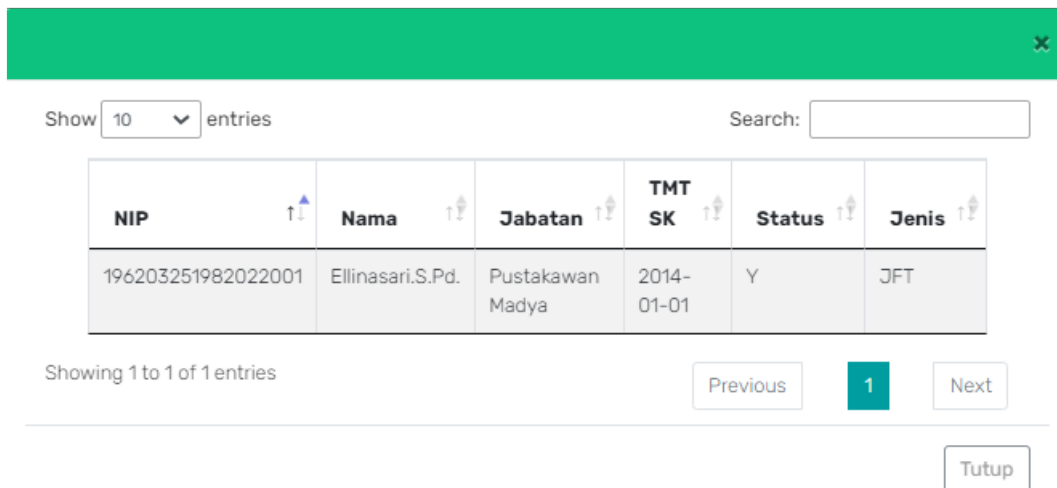 ×
Show 10 entries Search:
NIP Nama Jabatan TMT SK Status Jenis
196203251982022001 Ellinasari.S.Pd. Pustakawan Madya 2014-01-01 Y JFT
Showing 1 to 1 of 1 entries Previous 1 Next
Tutup